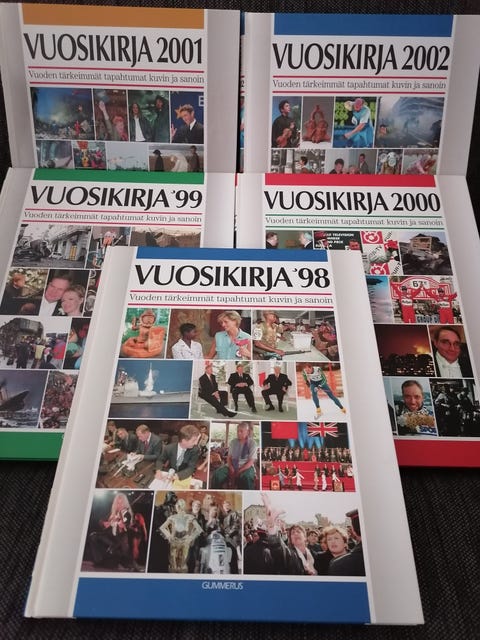 VUOSIKIRJA 2001
Vuoden tärkeimmät tapahtumat kuvin ja sanoin
VUOSIKIRJA 2002
Vuoden tärkeimmät tapahtumat kuvin ja sanoin
VUOSIKIRJA '99
Vuoden tärkeimmät tapahtumat kuvin ja sanoin
VUOSIKIRJA 2000
Vuoden tärkeimmät tapahtumat kuvin ja sanoin
VUOSIKIRJA '98
Vuoden tärkeimmät tapahtumat kuvin ja sanoin
GUMMERUS